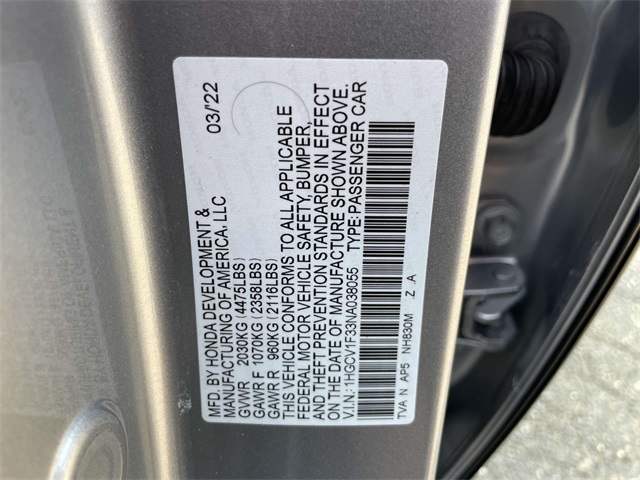 MFD. BY HONDA DEVELOPMENT & 03/'22
MANUFACTURING OF AMERICA, LLC
GVWR 2030KG (4475LBS)
GAWR F 1070KG (2358LBS)
GAWR R 960KG (2116LBS)
THIS VEHICLE CONFORMS TO ALL APPLICABLE
FEDERAL MOTOR VEHICLE SAFETY, BUMPER,
AND THEFT PREVENTION STANDARDS IN EFFECT
ON THE DATE OF MANUFACTURE SHOWN ABOVE.
V.I.N.:1HGCV1F33NA038055 TYPE:PASSENGER CAR
TVA N AP5 NH830M Z .A